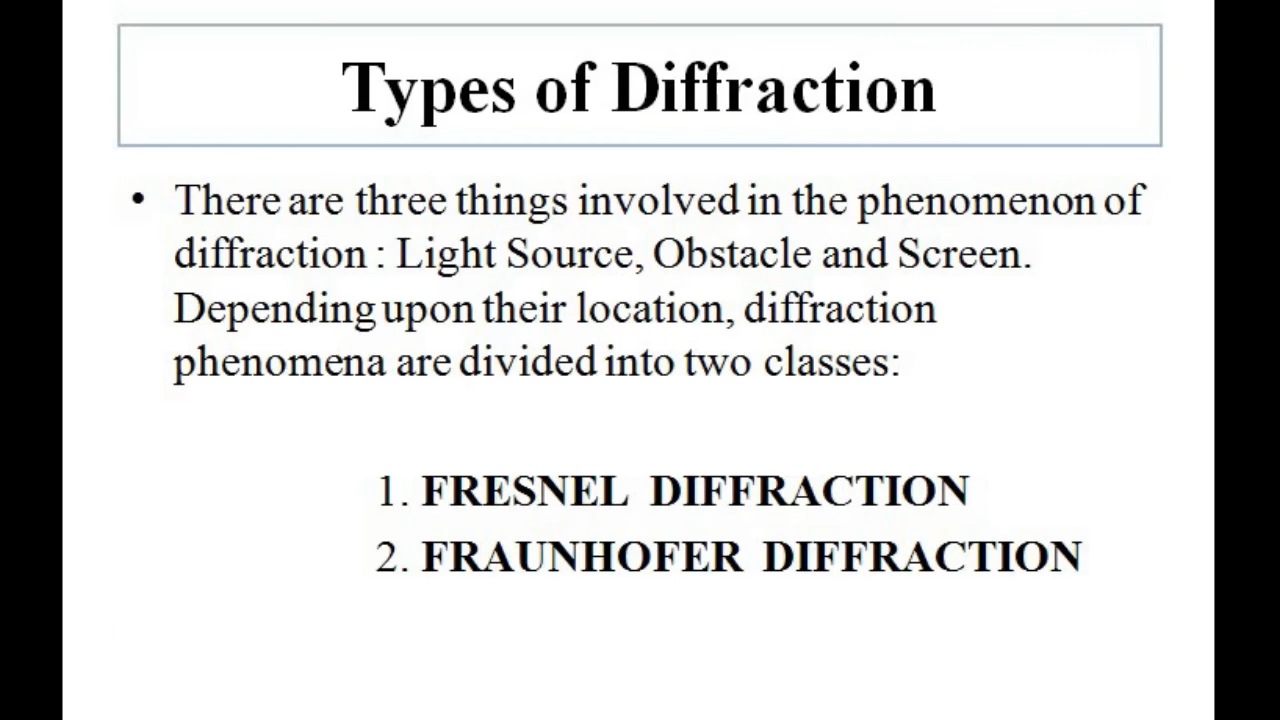 Types of Diffraction
• There are three things involved in the phenomenon of
diffraction : Light Source, Obstacle and Screen.
Depending upon their location, diffraction
phenomena are divided into two classes:
1. FRESNEL DIFFRACTION
2. FRAUNHOFER DIFFRACTION